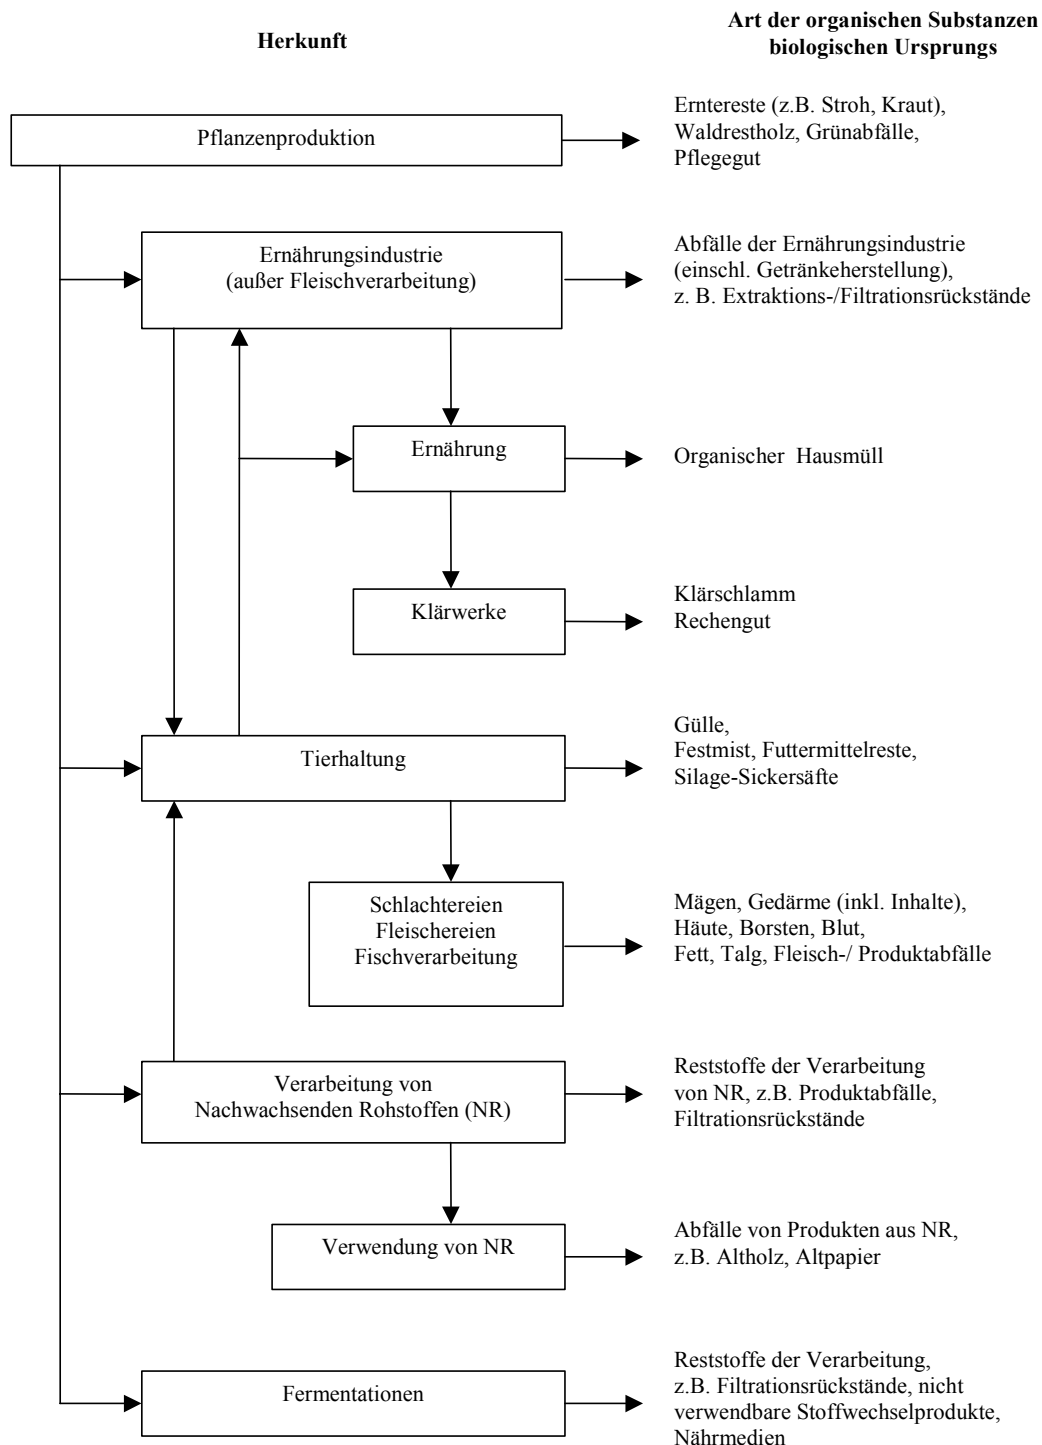 Herkunft
Art der organischen Substanzen
biologischen Ursprungs
Pflanzenproduktion
Erntereste (z.B. Stroh, Kraut),
Waldrestholz, Grünabfälle,
Pflegegut
Ernährungsindustrie
(außer Fleischverarbeitung)
Abfälle der Ernährungsindustrie
(einschl. Getränkeherstellung),
z. B. Extraktions-/Filtrationsrückstände
Ernährung
Organischer Hausmüll
Klärwerke
Klärschlamm
Rechengut
Tierhaltung
Gülle,
Festmist, Futtermittelreste,
Silage-Sickersäfte
Schlachtereien
Fleischereien
Fischverarbeitung
Mägen, Gedärme (inkl. Inhalte),
Häute, Borsten, Blut,
Fett, Talg, Fleisch-/ Produktabfälle
Verarbeitung von
Nachwachsenden Rohstoffen (NR)
Reststoffe der Verarbeitung
von NR, z.B. Produktabfälle,
Filtrationsrückstände
Verwendung von NR
Abfälle von Produkten aus NR,
z.B. Altholz, Altpapier
Fermentationen
Reststoffe der Verarbeitung,
z.B. Filtrationsrückstände, nicht
verwendbare Stoffwechselprodukte,
Nährmedien